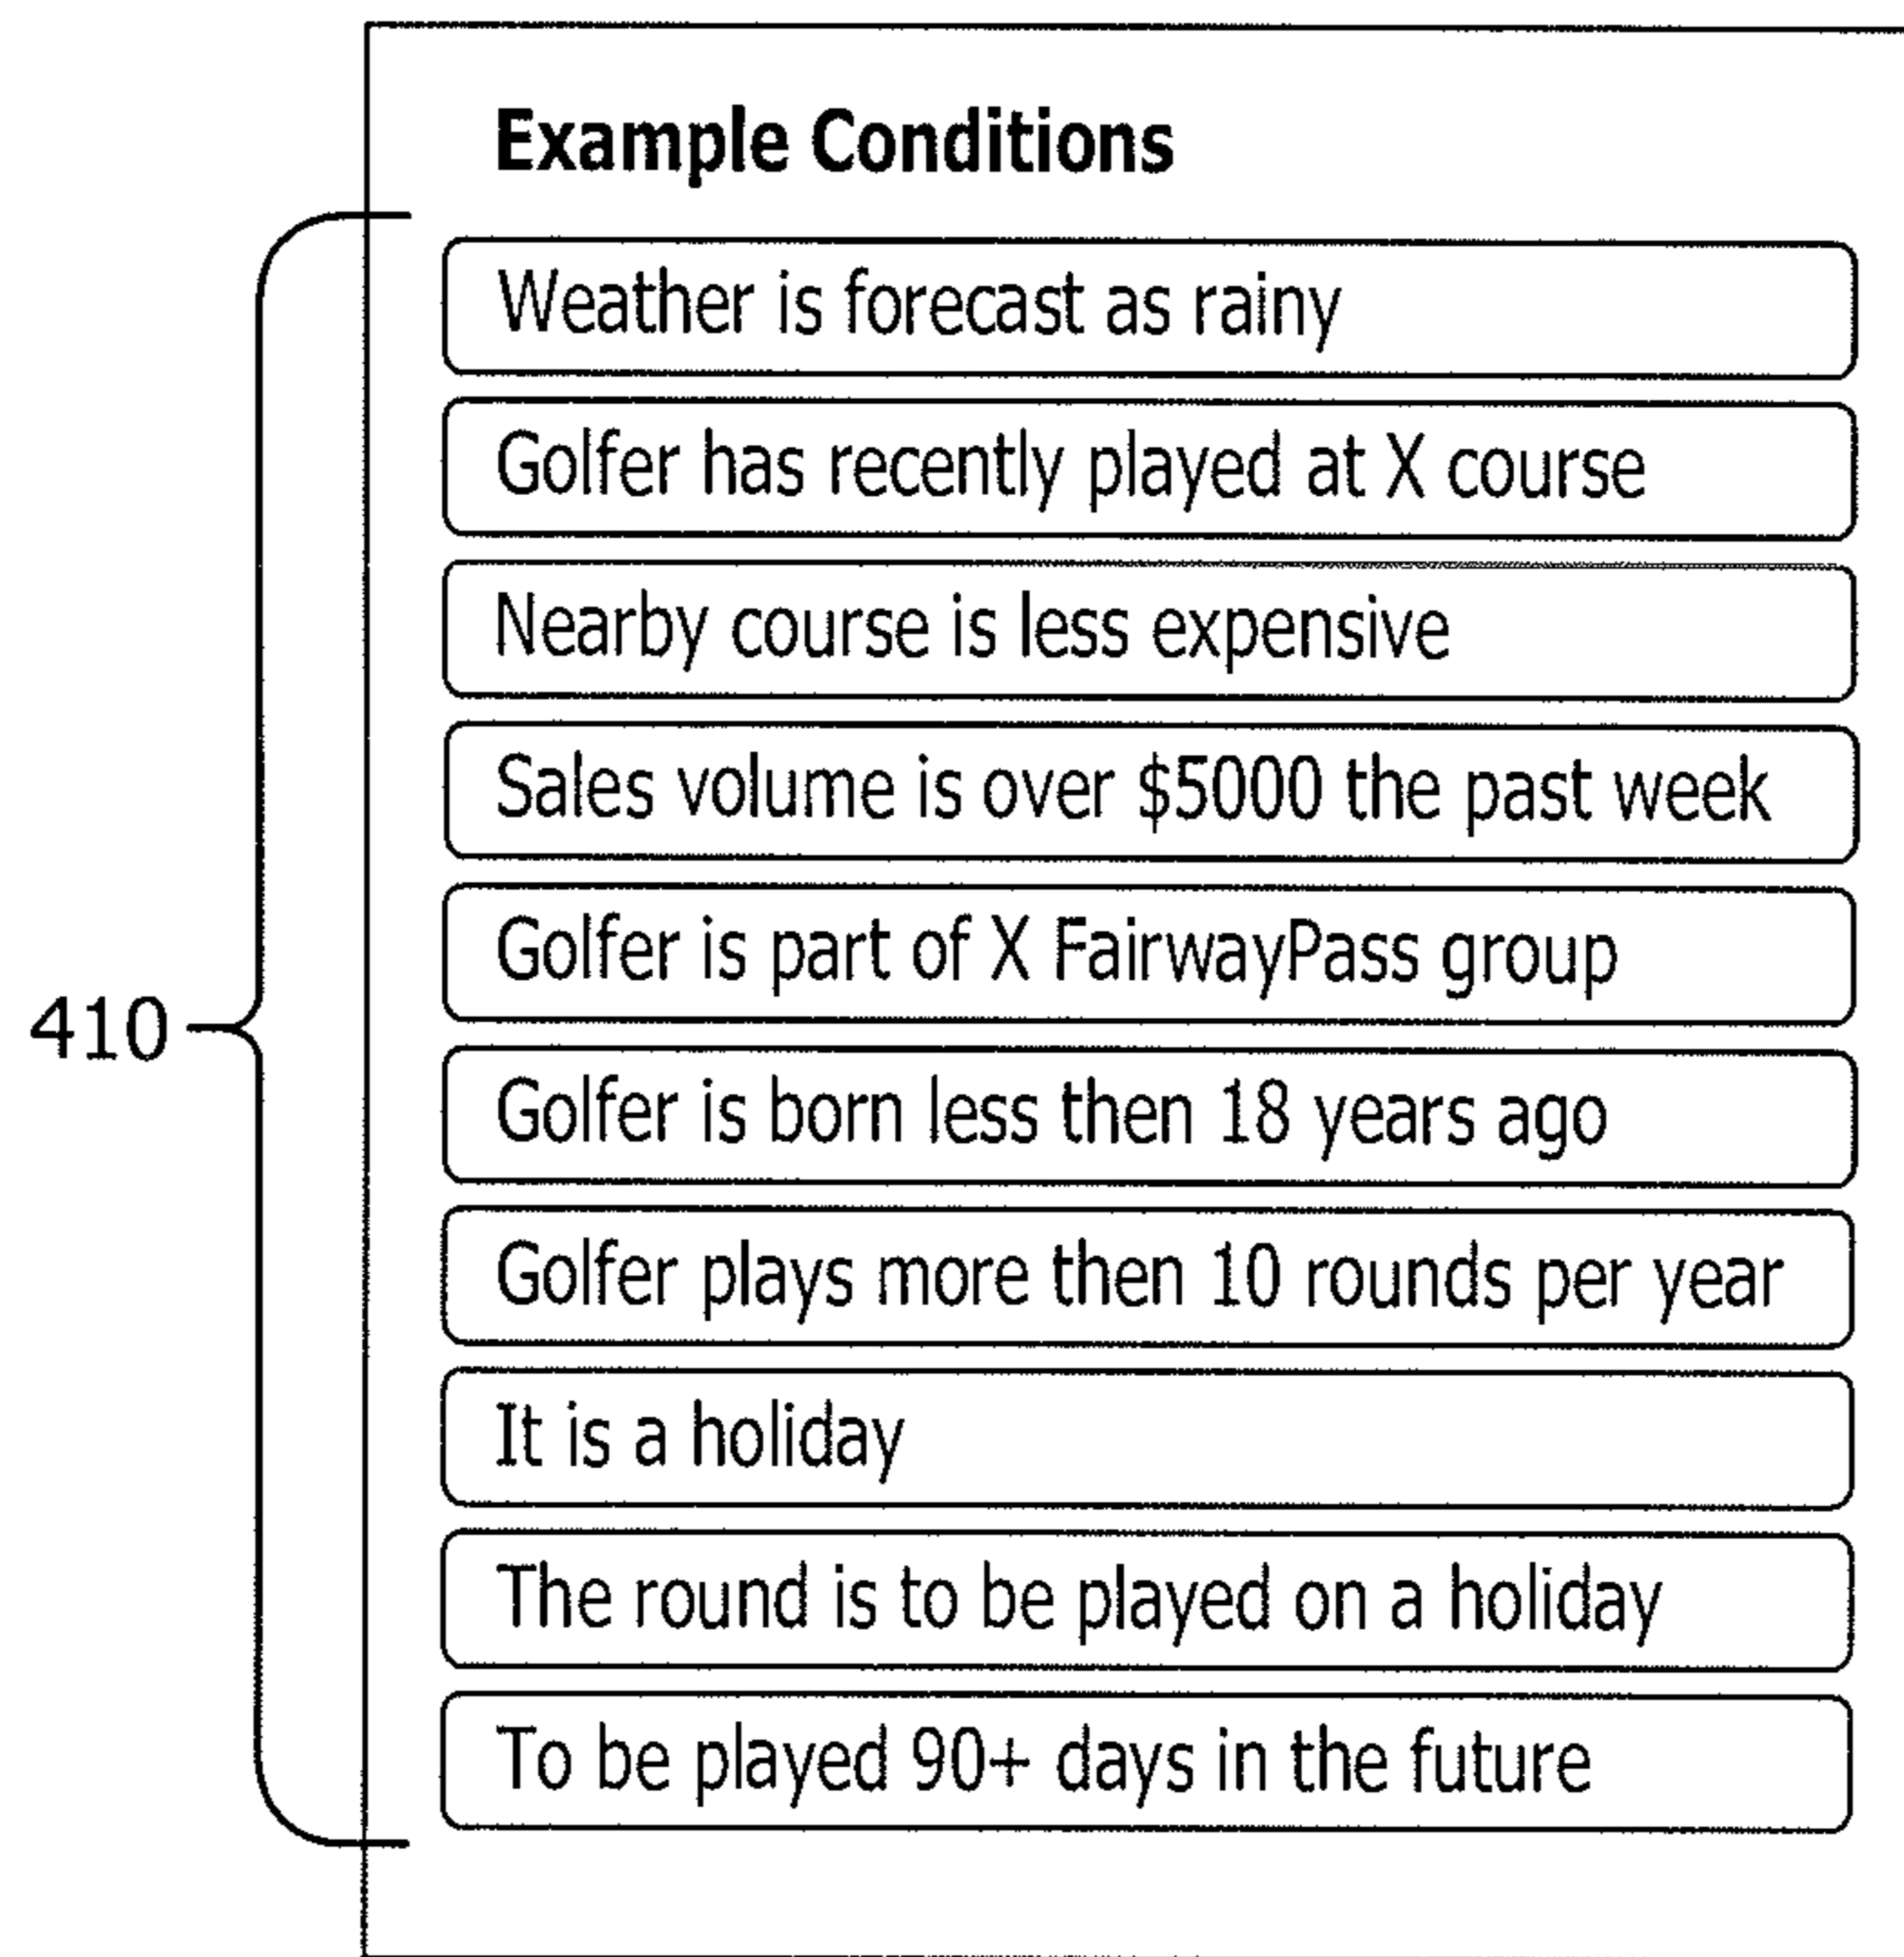 Example Conditions
Weather is forecast as rainy
Golfer has recently played at X course
Nearby course is less expensive
Sales volume is over $5000 the past week
Golfer is part of X FairwayPass group
410
Golfer is born less then 18 years ago
Golfer plays more then 10 rounds per year
It is a holiday
The round is to be played on a holiday
To be played 90+ days in the future